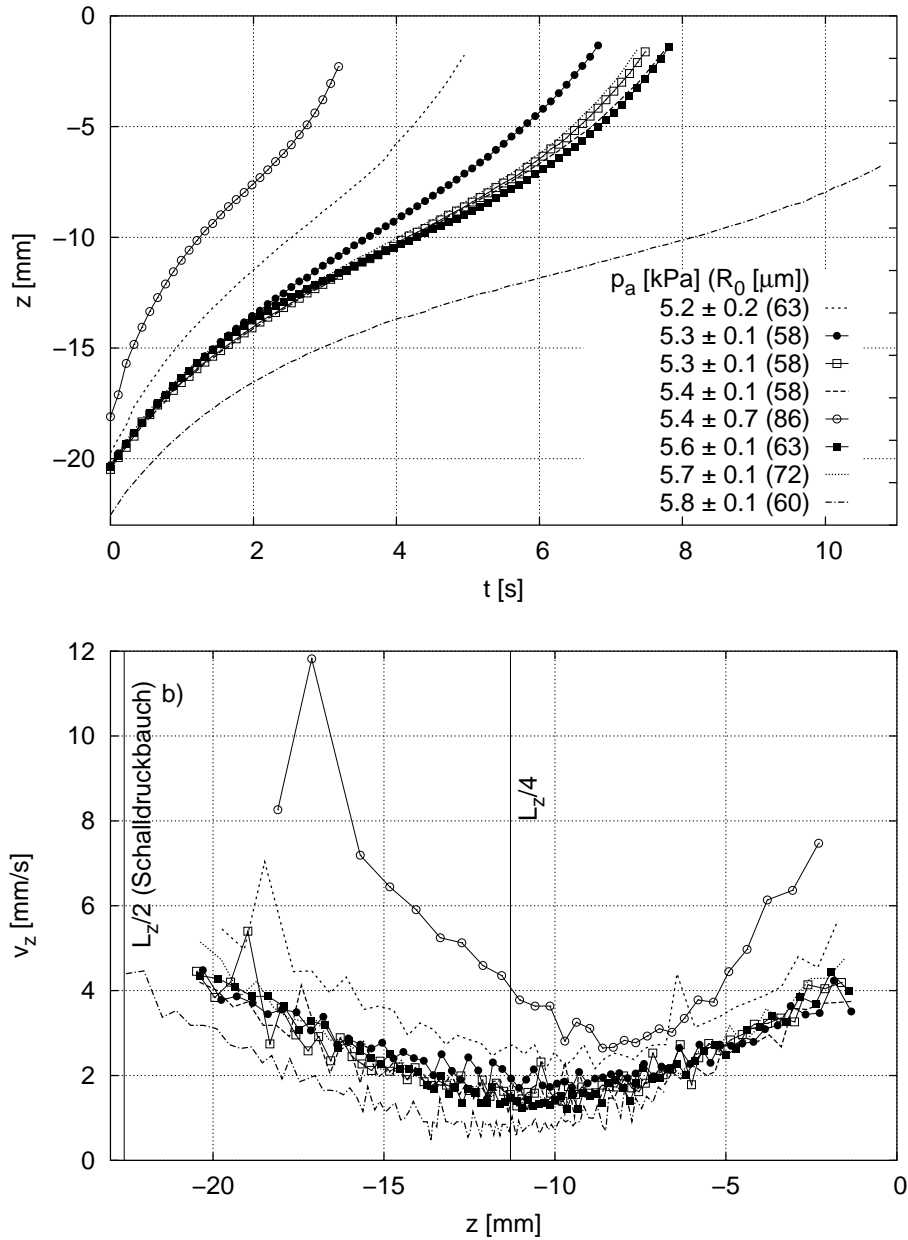 0
−5
−10
−15
−20
z [mm]
p_a [kPa] (R_0 [μm])
5.2 ± 0.2 (63)
5.3 ± 0.1 (58)
5.3 ± 0.1 (58)
5.4 ± 0.1 (58)
5.4 ± 0.7 (86)
5.6 ± 0.1 (63)
5.7 ± 0.1 (72)
5.8 ± 0.1 (60)
0 2 4 6 8 10
t [s]
12
10
8
6
4
2
0
v_z [mm/s]
b)
L_z/2 (Schalldruckbauch)
L_z/4
−20 −15 −10 −5 0
z [mm]